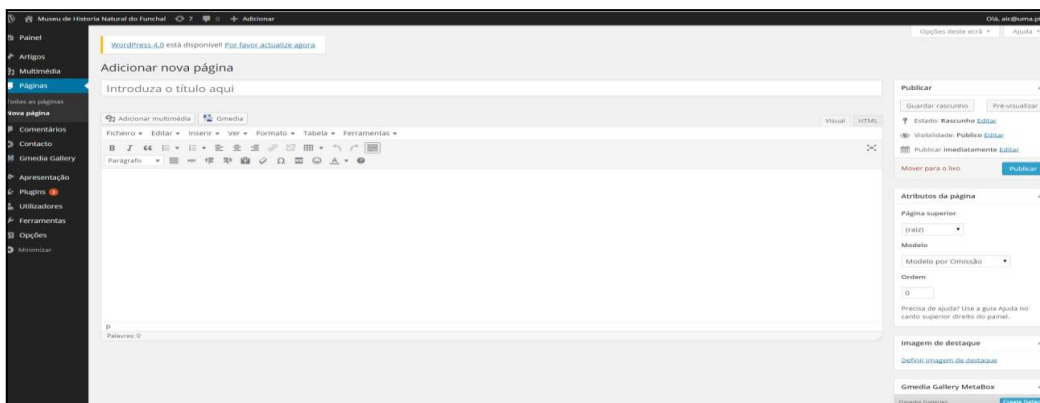 Museu de Historia Natural do Funchal 7 0 + Adicionar
Olá, aic@uma.pt
Painel
Artigos
Multimédia
Páginas
Todas as páginas
Nova página
Comentários
Contacto
Gmedia Gallery
Apresentação
Plugins 3
Utilizadores
Ferramentas
Opções
Minimizar
Opções deste ecrã
Ajuda
WordPress 4.0 está disponível! Por favor actualize agora.
Adicionar nova página
Introduza o título aqui
Adicionar multimédia
Gmedia
Visual
HTML
Ficheiro Editar Inserir Ver Formato Tabela Ferramentas
Parágrafo
p
Palavras: 0
Publicar
Guardar rascunho
Pré-visualizar
Estado: Rascunho Editar
Visibilidade: Público Editar
Publicar imediatamente Editar
Mover para o lixo
Publicar
Atributos da página
Página superior
(raiz)
Modelo
Modelo por Omissão
Ordem
0
Precisa de ajuda? Use a guia Ajuda no
canto superior direito do painel.
Imagem de destaque
Definir imagem de destaque
Gmedia Gallery MetaBox
Gmedia Galleries